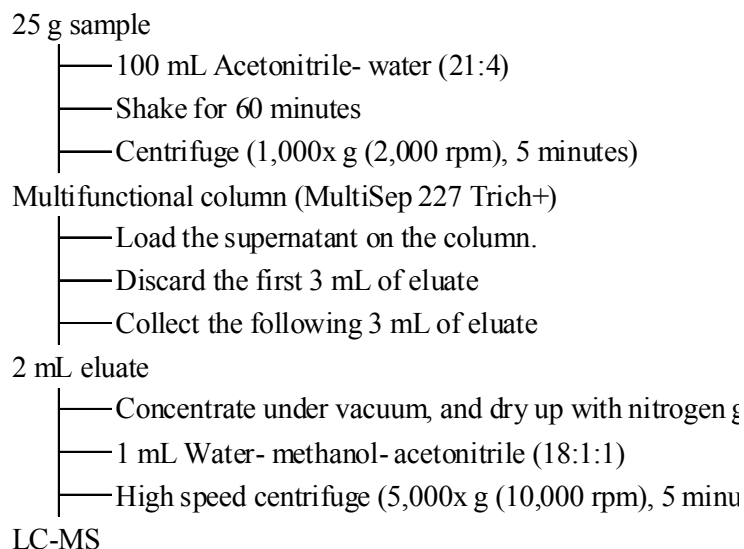 25 g sample
100 mL Acetonitrile- water (21:4)
Shake for 60 minutes
Centrifuge (1,000x g (2,000 rpm), 5 minutes)
Multifunctional column (MultiSep 227 Trich+)
Load the supernatant on the column.
Discard the first 3 mL of eluate
Collect the following 3 mL of eluate
2 mL eluate
Concentrate under vacuum, and dry up with nitrogen
1 mL Water- methanol- acetonitrile (18:1:1)
High speed centrifuge (5,000x g (10,000 rpm), 5
LC-MS